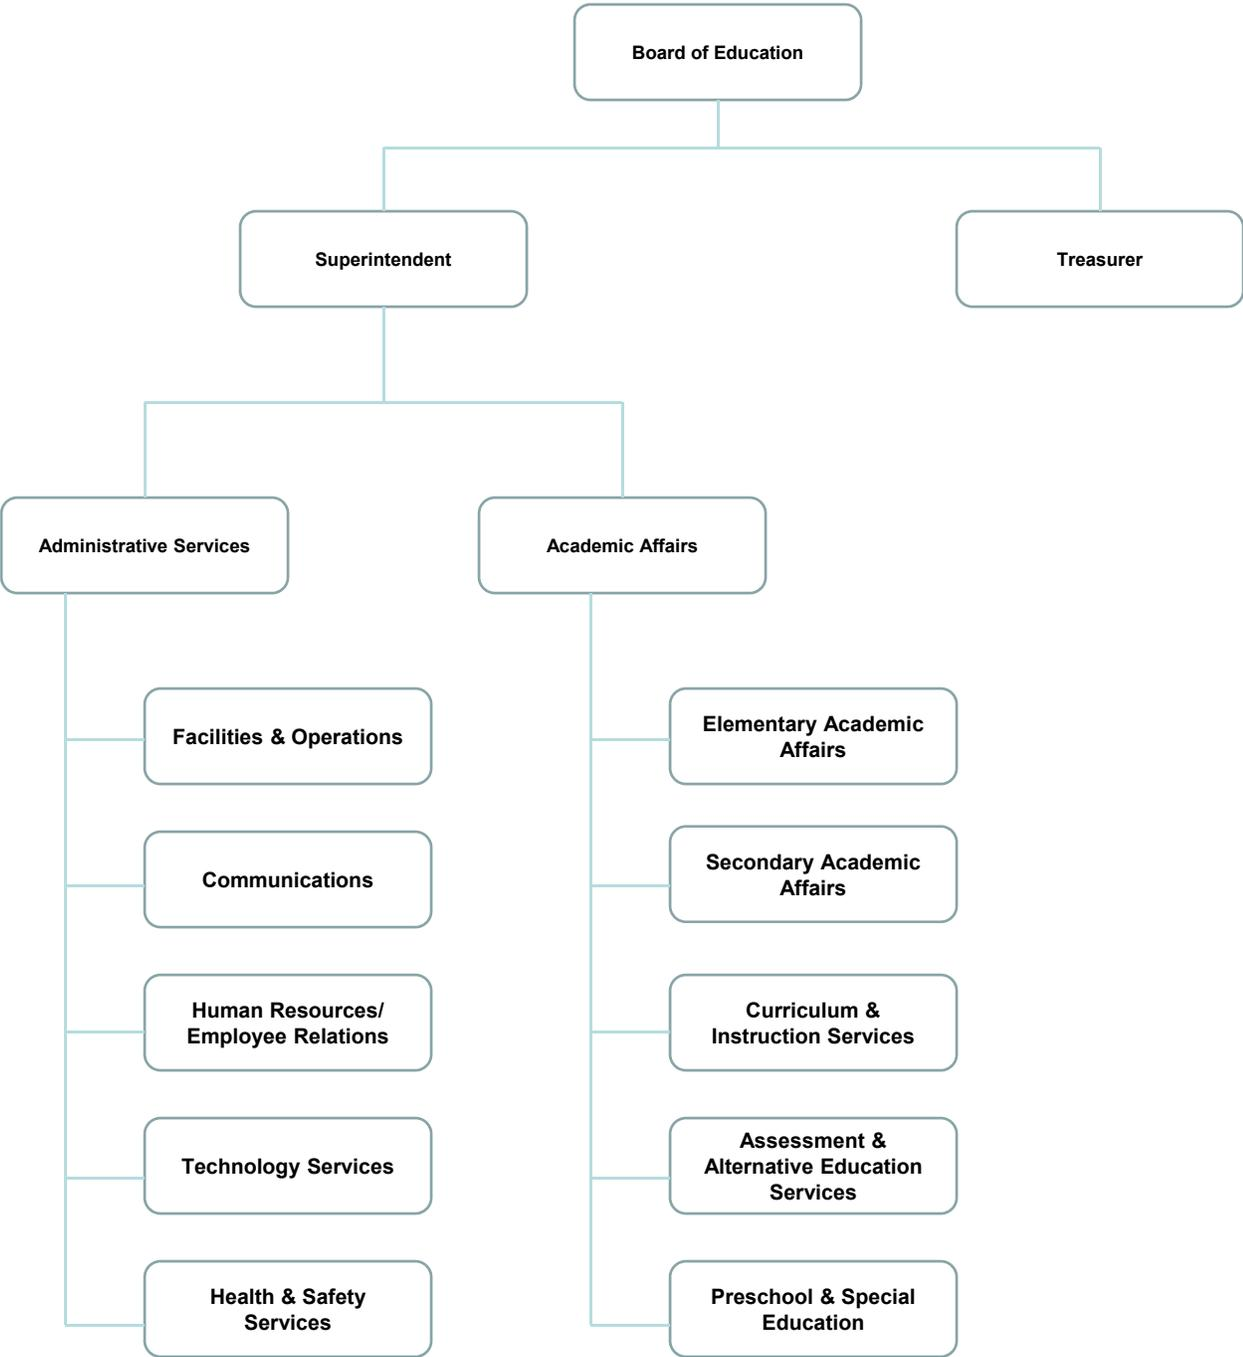 Board of Education
Superintendent
Treasurer
Administrative Services
Academic Affairs
Facilities & Operations
Communications
Human Resources/
Employee Relations
Technology Services
Health & Safety
Services
Elementary Academic
Affairs
Secondary Academic
Affairs
Curriculum &
Instruction Services
Assessment &
Alternative Education
Services
Preschool & Special
Education